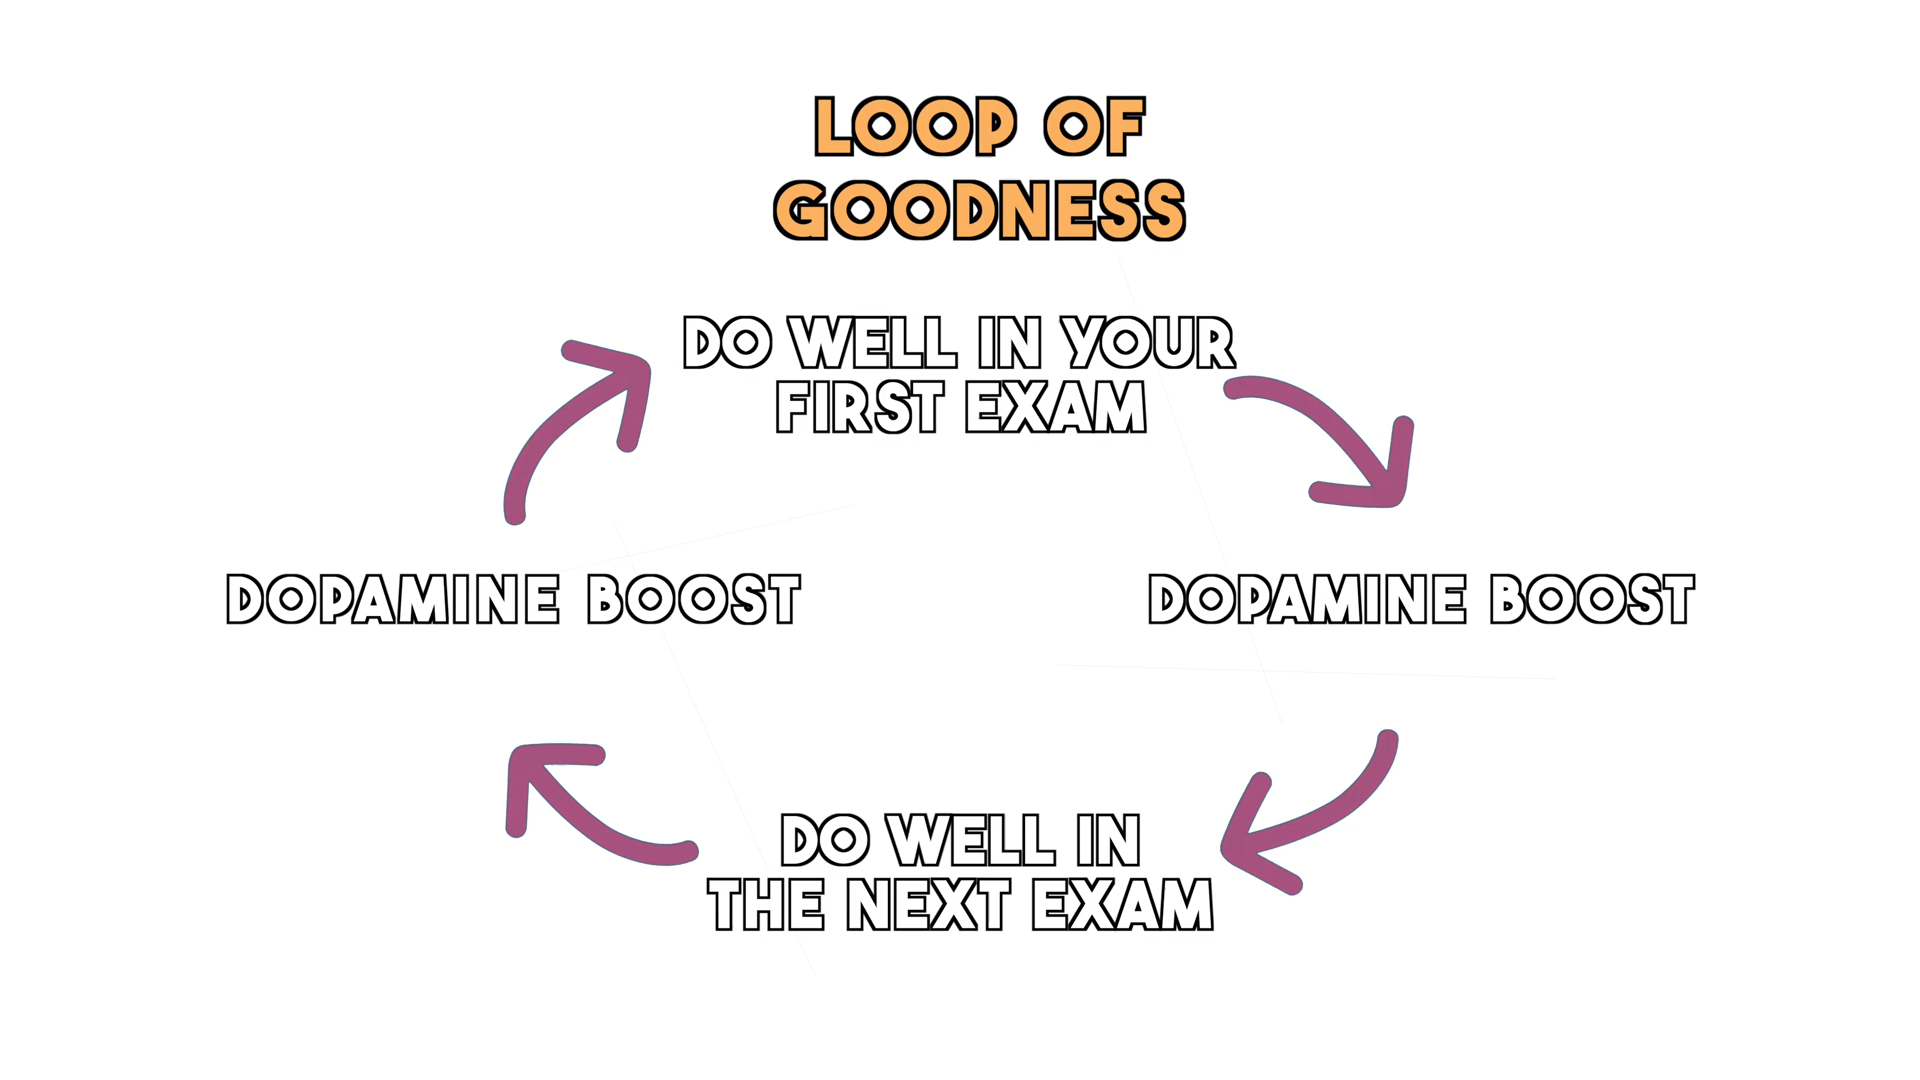 LOOP OF
GOODNESS
DO WELL IN YOUR
FIRST EXAM
DOPAMINE BOOST
DOPAMINE BOOST
DO WELL IN
THE NEXT EXAM